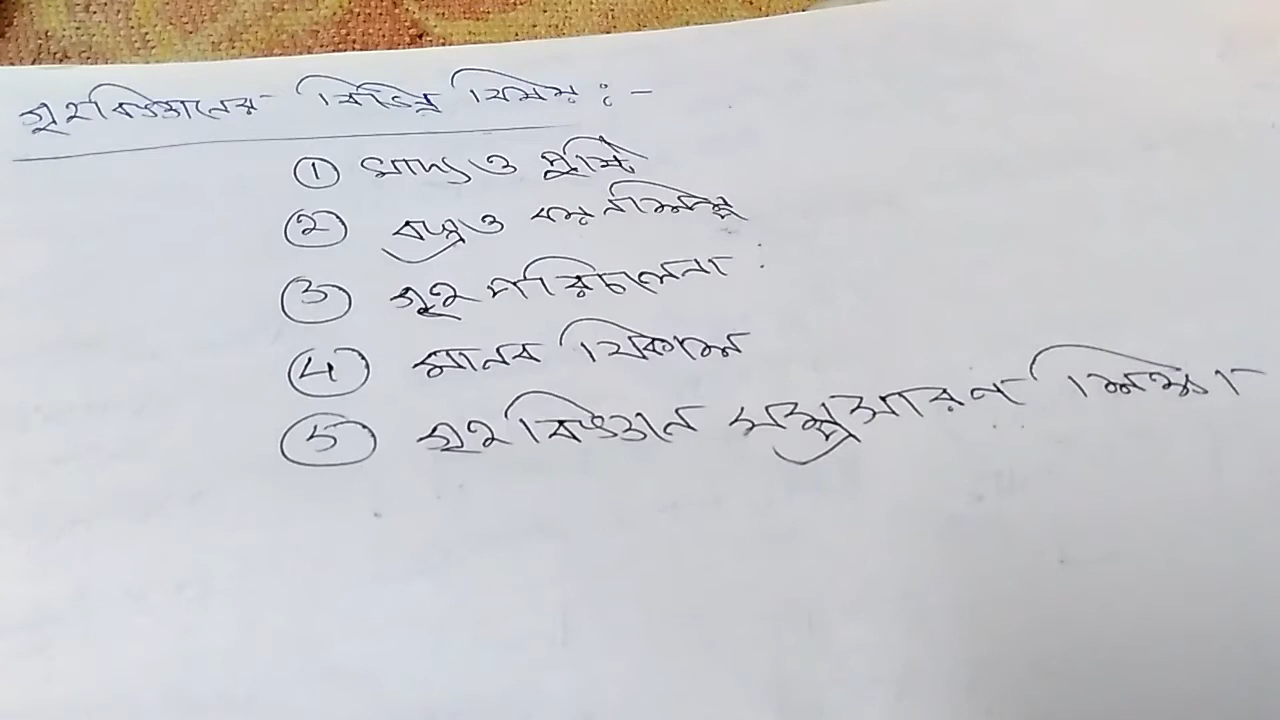 গৃহবিজ্ঞানের বিভিন্ন বিষয় :-
① খাদ্য ও পুষ্টি
② বস্ত্র ও বয়নশিল্প
③ গৃহ পরিচালনা
④ মানব বিকাশ
⑤ গৃহবিজ্ঞান সম্প্রসারণ শিক্ষা